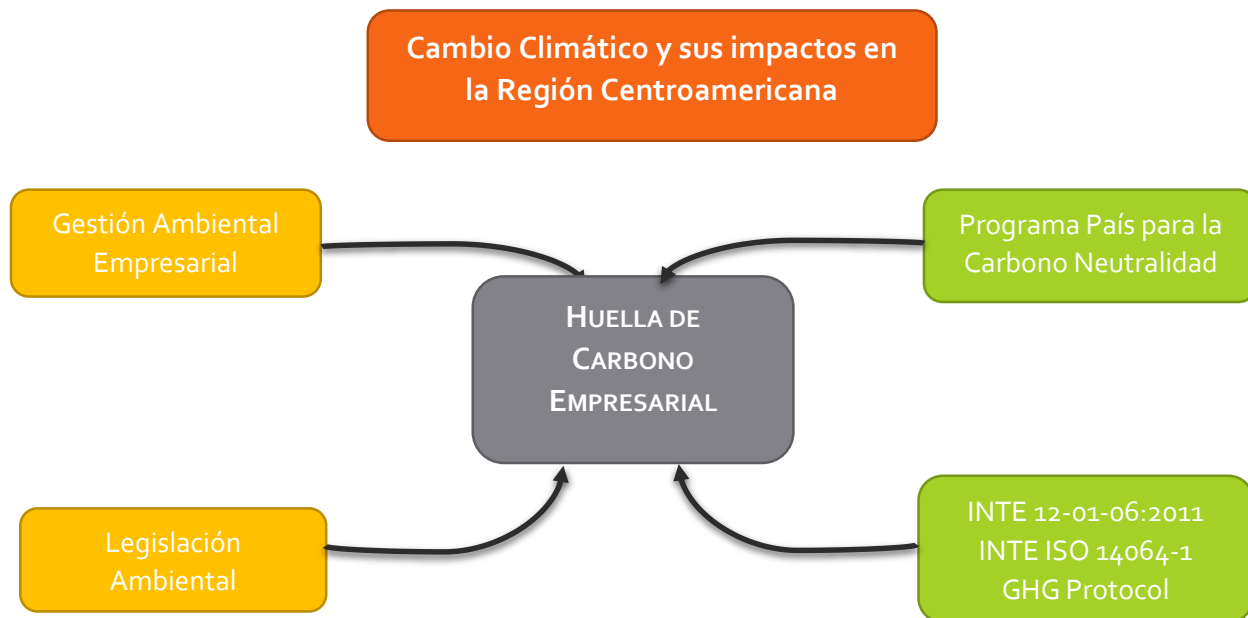 Cambio Climático y sus impactos en
la Región Centroamericana
Gestión Ambiental
Empresarial
Programa País para la
Carbono Neutralidad
HUELLA DE
CARBONO
EMPRESARIAL
Legislación
Ambiental
INTE 12-01-06:2011
INTE ISO 14064-1
GHG Protocol